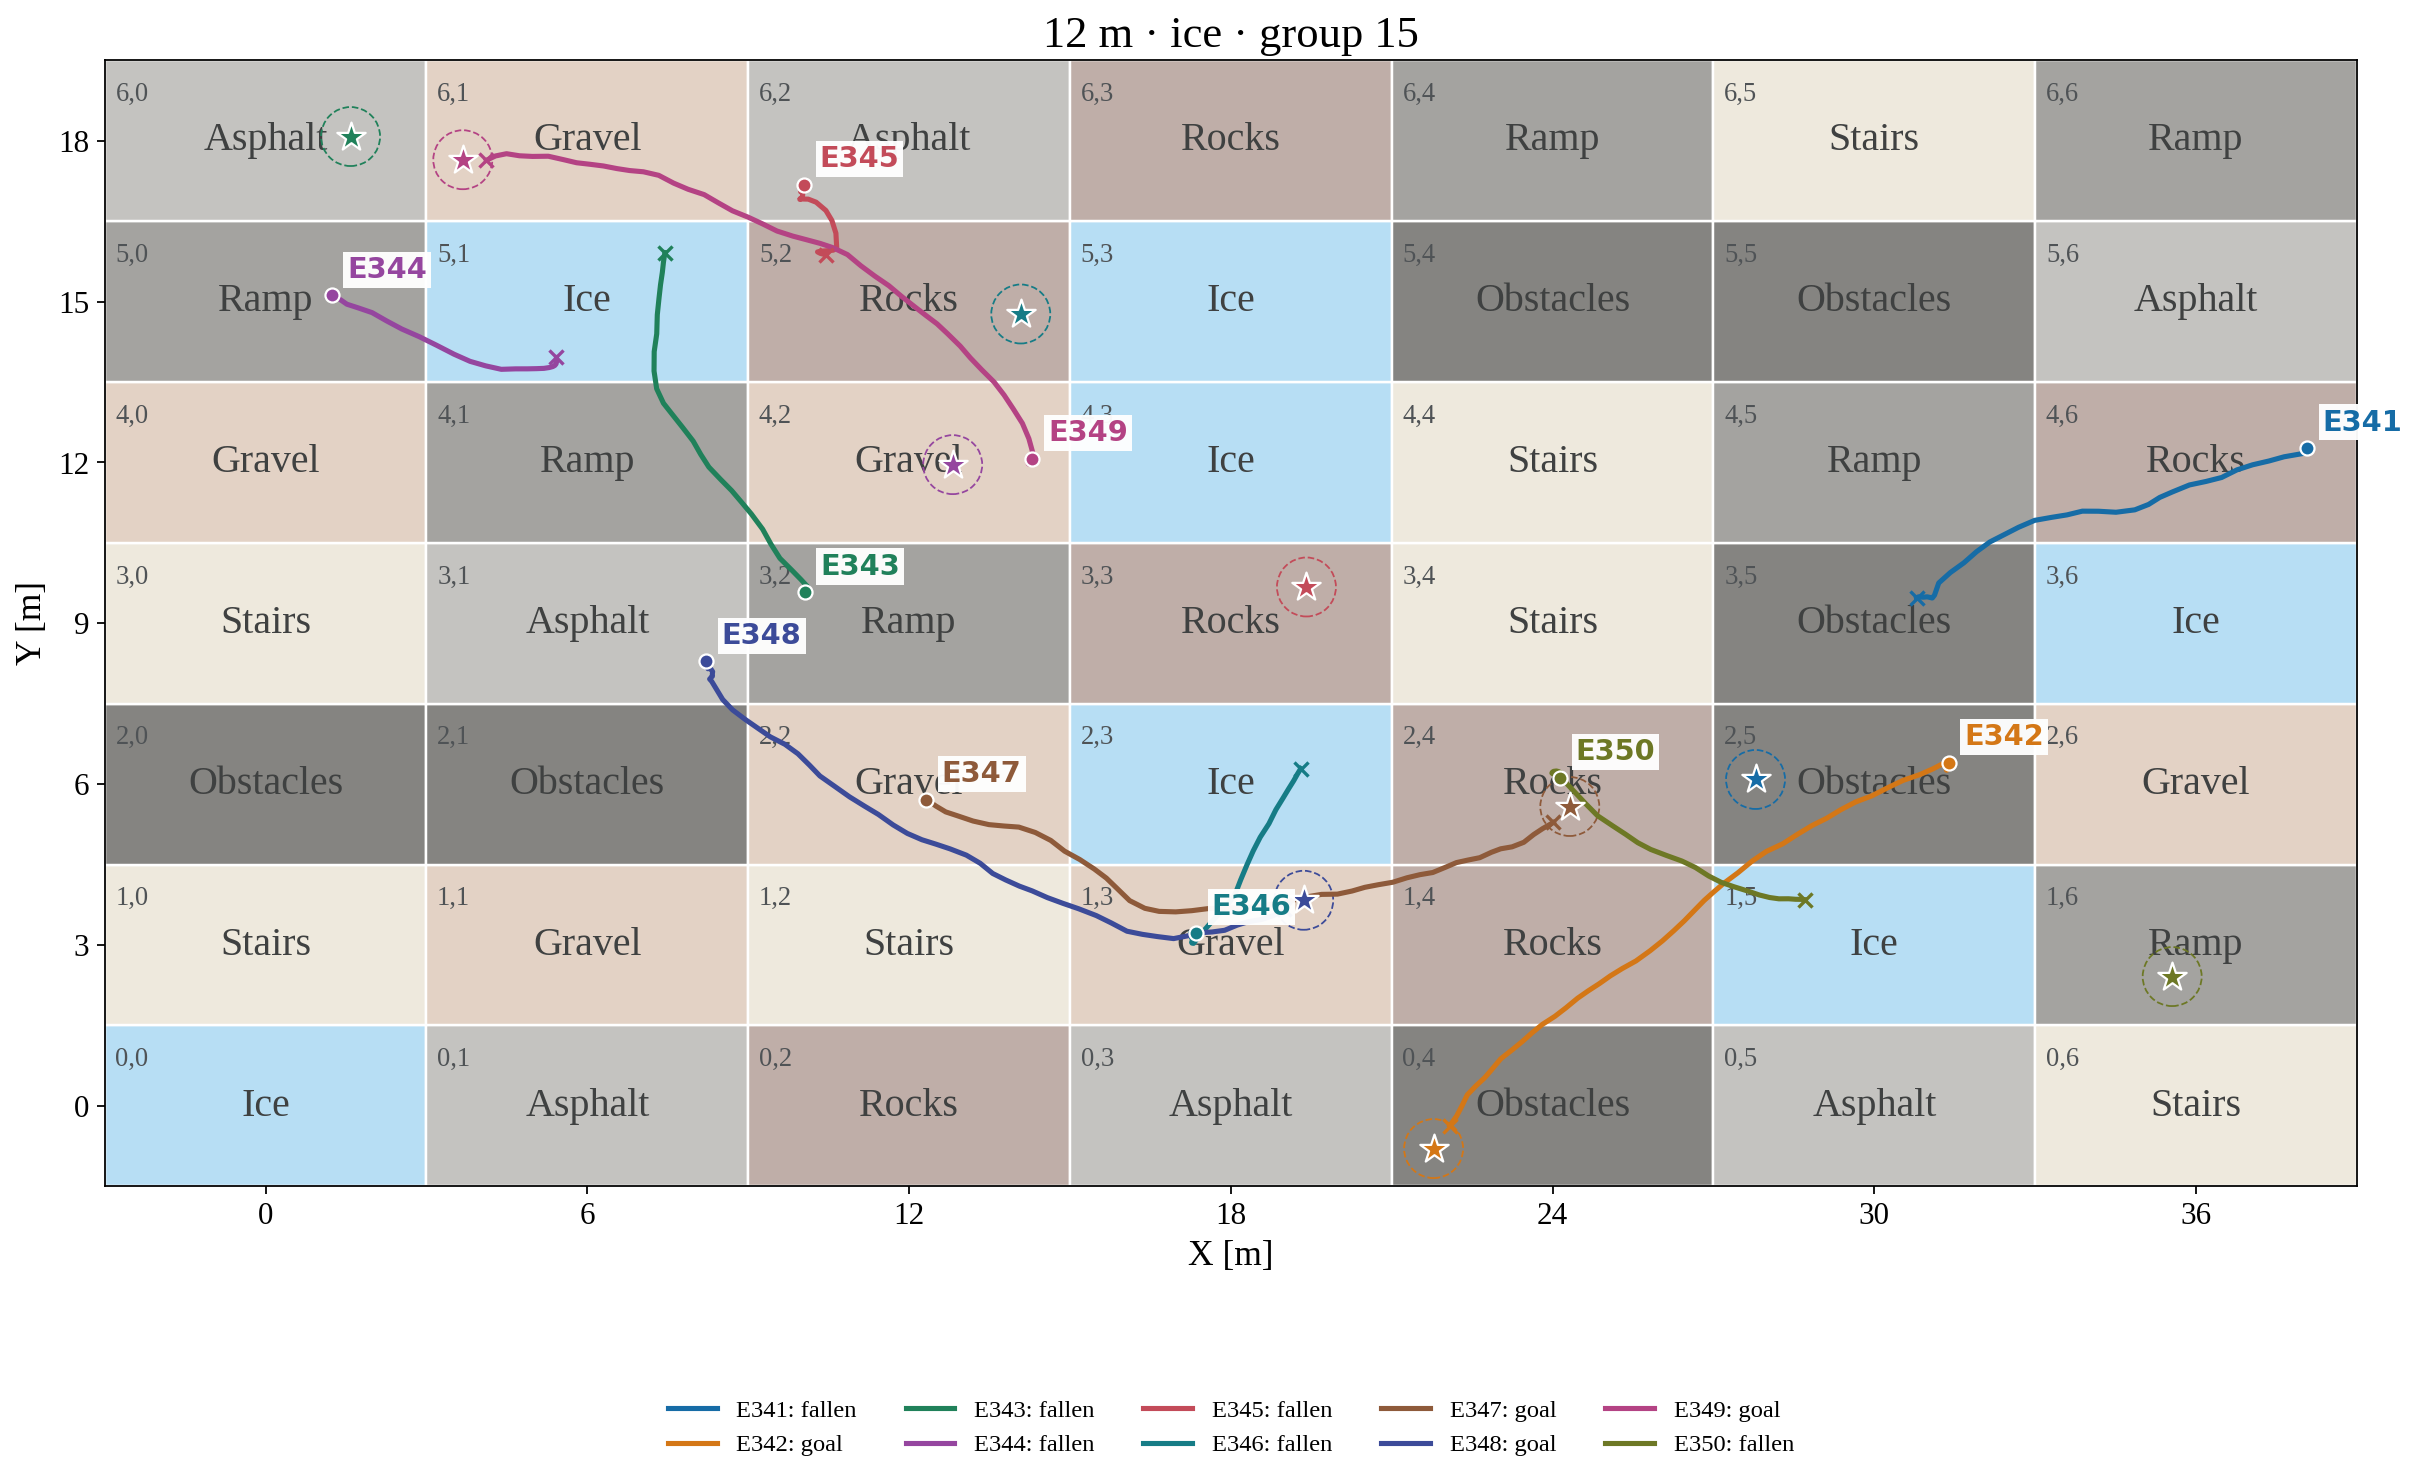 12 m · ice · group 15
6,0 6,1 6,2 6,3 6,4 6,5 6,6
Asphalt Gravel Asphalt Rocks Ramp Stairs Ramp
E345
18
5,0 5,1 5,2 5,3 5,4 5,5 5,6
E344
Ramp Ice Rocks Ice Obstacles Obstacles Asphalt
15
4,0 4,1 4,2 4,3 4,4 4,5 4,6
E349 E341
Gravel Ramp Gravel Ice Stairs Ramp Rocks
12
3,0 3,1 3,2 3,3 3,4 3,5 3,6
E343
Stairs Asphalt Ramp Rocks Stairs Obstacles Ice
9
E348
2,0 2,1 2,2 2,3 2,4 2,5 2,6
E347 E350 E342
Obstacles Obstacles Gravel Ice Rocks Obstacles Gravel
6
1,0 1,1 1,2 1,3 1,4 1,5 1,6
E346
Stairs Gravel Stairs Gravel Rocks Ice Ramp
3
0,0 0,1 0,2 0,3 0,4 0,5 0,6
Ice Asphalt Rocks Asphalt Obstacles Asphalt Stairs
0
Y [m]
0 6 12 18 24 30 36
X [m]
E341: fallen E343: fallen E345: fallen E347: goal E349: goal
E342: goal E344: fallen E346: fallen E348: goal E350: fallen